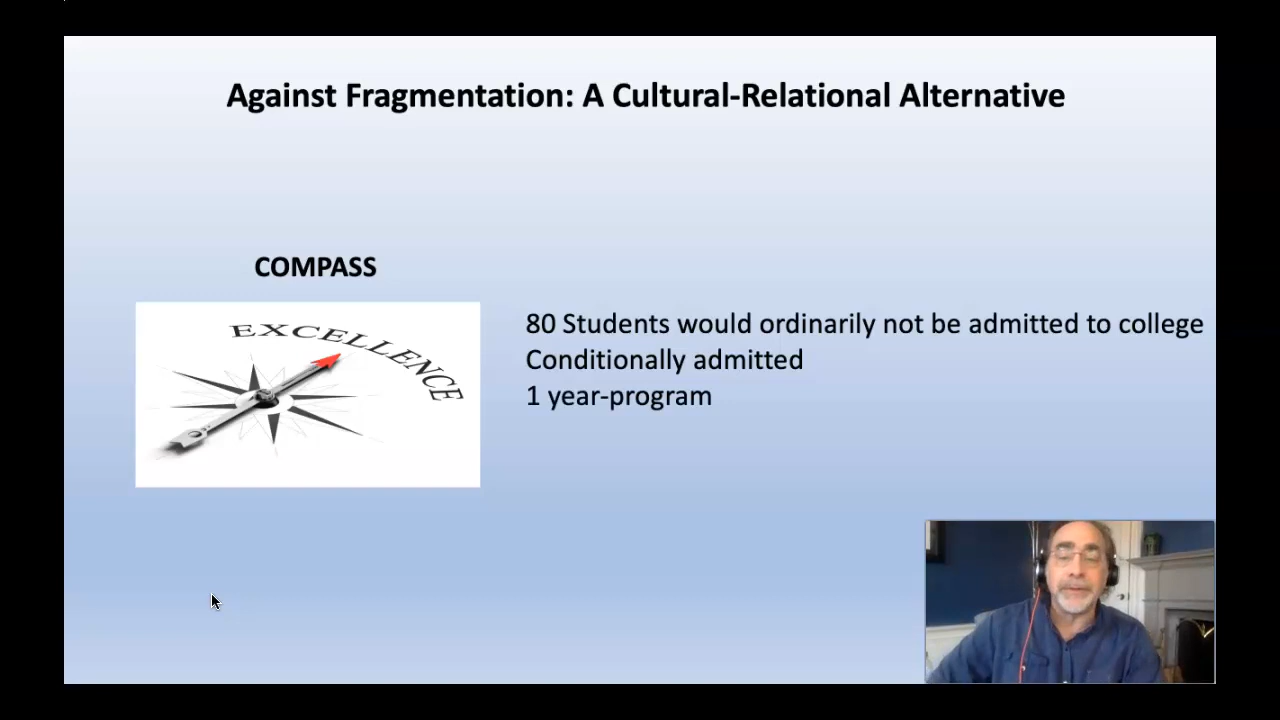 Against Fragmentation: A Cultural-Relational Alternative
COMPASS
EXCELLENCE
80 Students would ordinarily not be admitted to college
Conditionally admitted
1 year-program